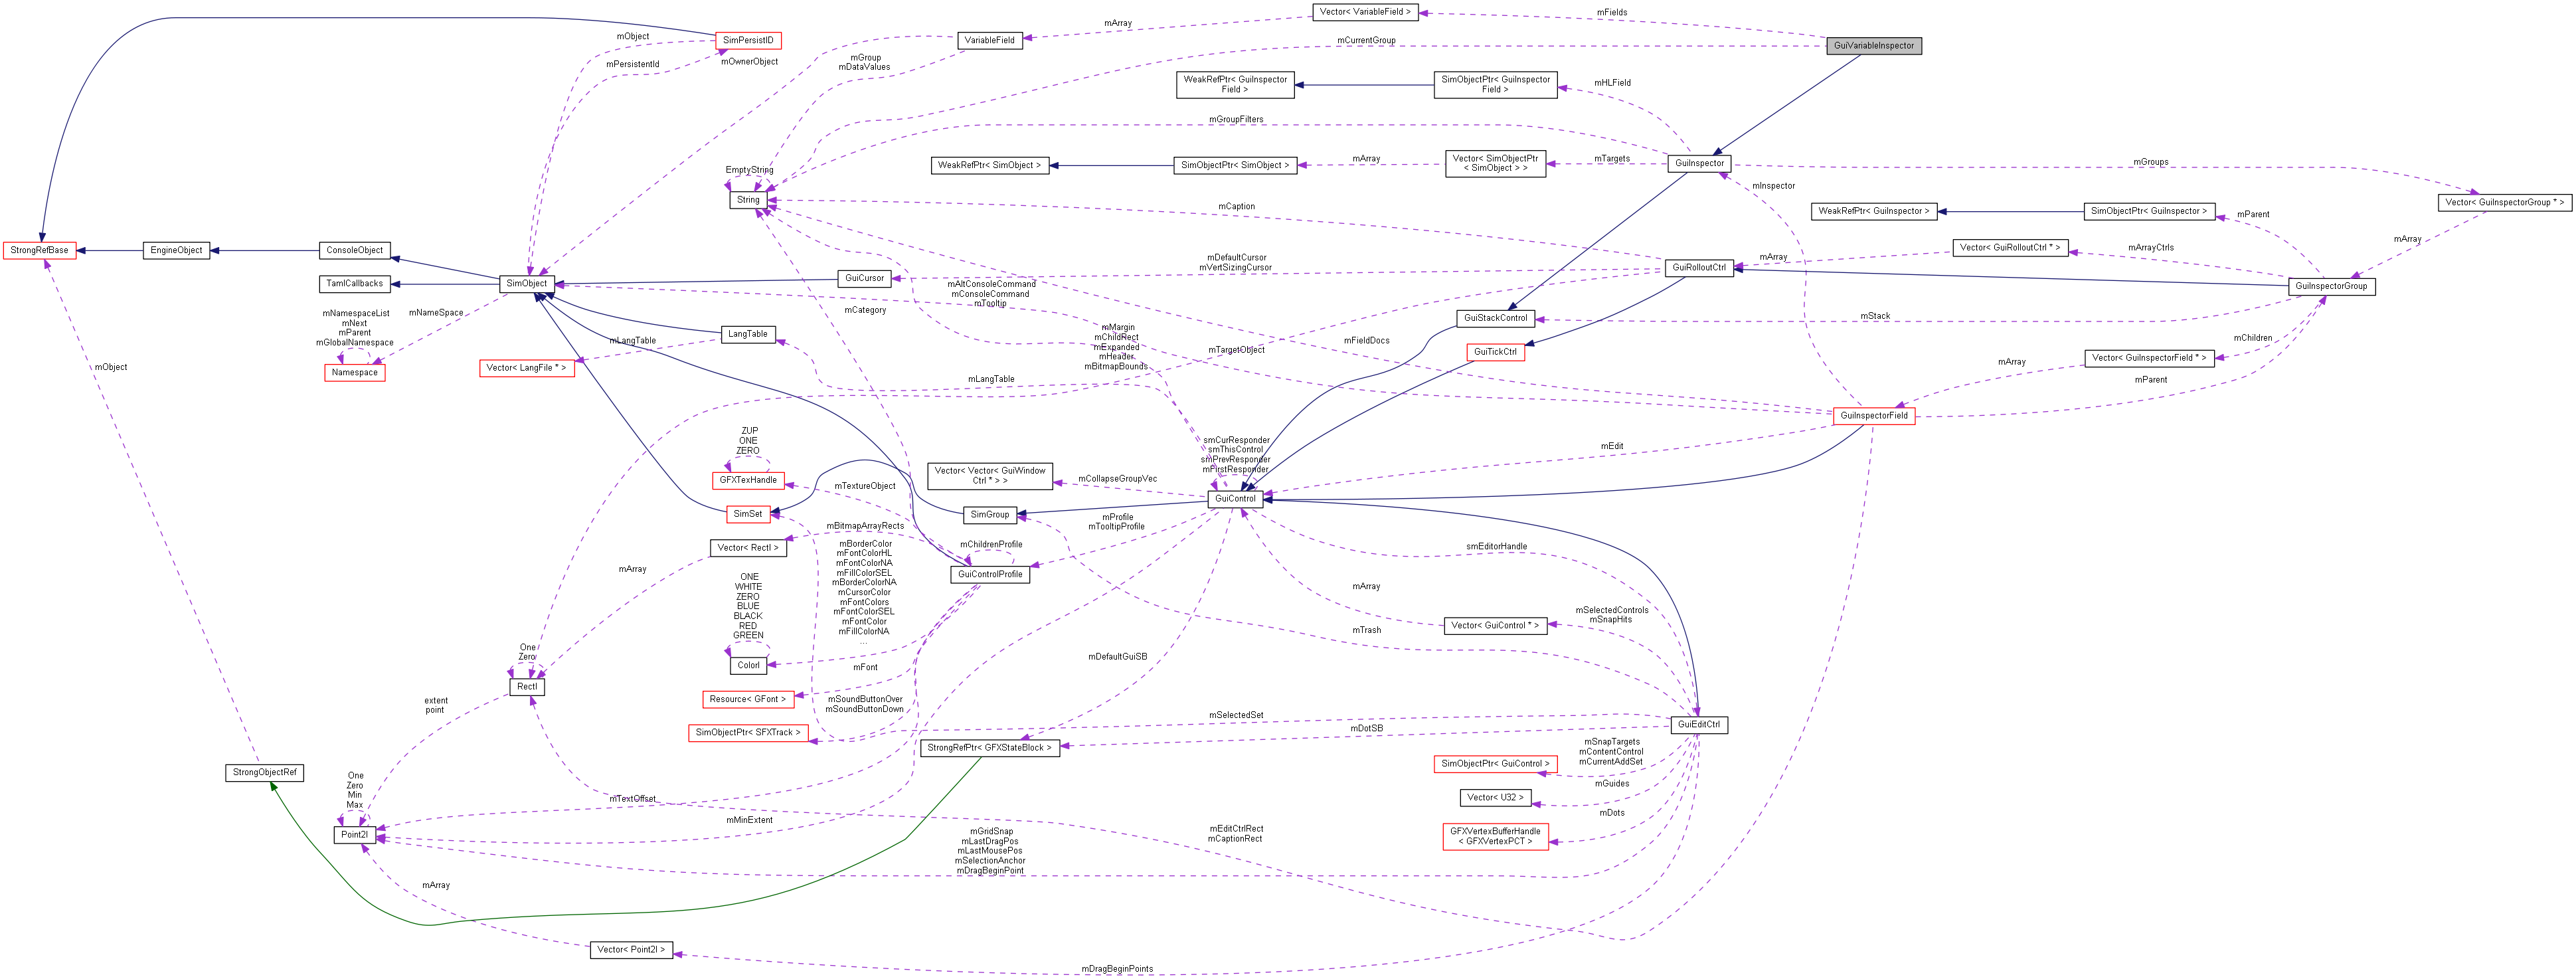 Vector< VariableField >
mFields
mArray
SimPersistID
VariableField
mCurrentGroup
GuiVariableInspector
mObject
mOwnerObject
mPersistentId
mGroup
mDataValues
WeakRefPtr< GuiInspector
Field >
SimObjectPtr< GuiInspector
Field >
mHLField
mGroupFilters
WeakRefPtr< SimObject >
SimObjectPtr< SimObject >
mArray
Vector< SimObjectPtr
< SimObject > >
mTargets
GuiInspector
mGroups
EmptyString
String
mInspector
mCaption
WeakRefPtr< GuiInspector >
SimObjectPtr< GuiInspector >
mParent
Vector< GuiInspectorGroup * >
StrongRefBase
EngineObject
ConsoleObject
mArray
Vector< GuiRolloutCtrl * >
mArrayCtrls
mArray
mDefaultCursor
mVertSizingCursor
GuiRolloutCtrl
TamlCallbacks
SimObject
GuiCursor
mAltConsoleCommand
mConsoleCommand
mTooltip
GuiInspectorGroup
mNamespaceList
mNext
mParent
mGlobalNamespace
mNameSpace
mCategory
GuiStackControl
mStack
LangTable
mLangTable
mMargin
mChildRect
mExpanded
mHeader
mBitmapBounds
mTargetObject
mFieldDocs
mChildren
GuiTickCtrl
Vector< GuiInspectorField * >
mArray
Namespace
Vector< LangFile * >
mObject
mLangTable
mParent
GuiInspectorField
ZUP
ONE
ZERO
GFXTexHandle
smCurResponder
smThisControl
smPrevResponder
mFirstResponder
mEdit
Vector< Vector< GuiWindow
Ctrl * > >
mCollapseGroupVec
mTextureObject
GuiControl
SimSet
SimGroup
mProfile
mTooltipProfile
mBitmapArrayRects
Vector< RectI >
mChildrenProfile
smEditorHandle
mBorderColor
mFontColorHL
mFontColorNA
mFillColorSEL
mBorderColorNA
mCursorColor
mFontColors
mFontColorSEL
mFontColor
mFillColorNA
...
mArray
GuiControlProfile
ONE
WHITE
ZERO
BLUE
BLACK
RED
GREEN
mArray
mSelectedControls
mSnapHits
Vector< GuiControl * >
mTrash
One
Zero
ColorI
mFont
mDefaultGuiSB
RectI
Resource< GFont >
extent
point
mSoundButtonOver
mSoundButtonDown
mSelectedSet
GuiEditCtrl
SimObjectPtr< SFXTrack >
mDotSB
StrongRefPtr< GFXStateBlock >
mSnapTargets
mContentControl
mCurrentAddSet
SimObjectPtr< GuiControl >
StrongObjectRef
One
Zero
Min
Max
mGuides
Vector< U32 >
mTextOffset
mDots
mMinExtent
Point2I
mEditCtrlRect
mCaptionRect
GFXVertexBufferHandle
< GFXVertexPCT >
mGridSnap
mLastDragPos
mLastMousePos
mSelectionAnchor
mDragBeginPoint
mArray
Vector< Point2I >
mDragBeginPoints